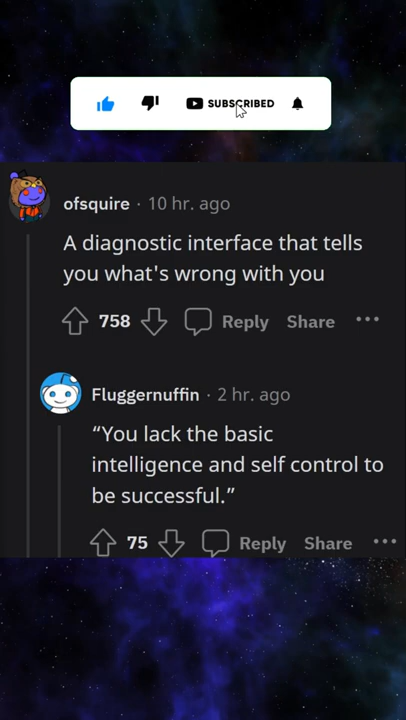 SUBSCRIBED
ofsquire · 10 hr. ago
A diagnostic interface that tells
you what's wrong with you
758 Reply Share ···
Fluggernuffin · 2 hr. ago
“You lack the basic
intelligence and self control to
be successful.”
75 Reply Share ···